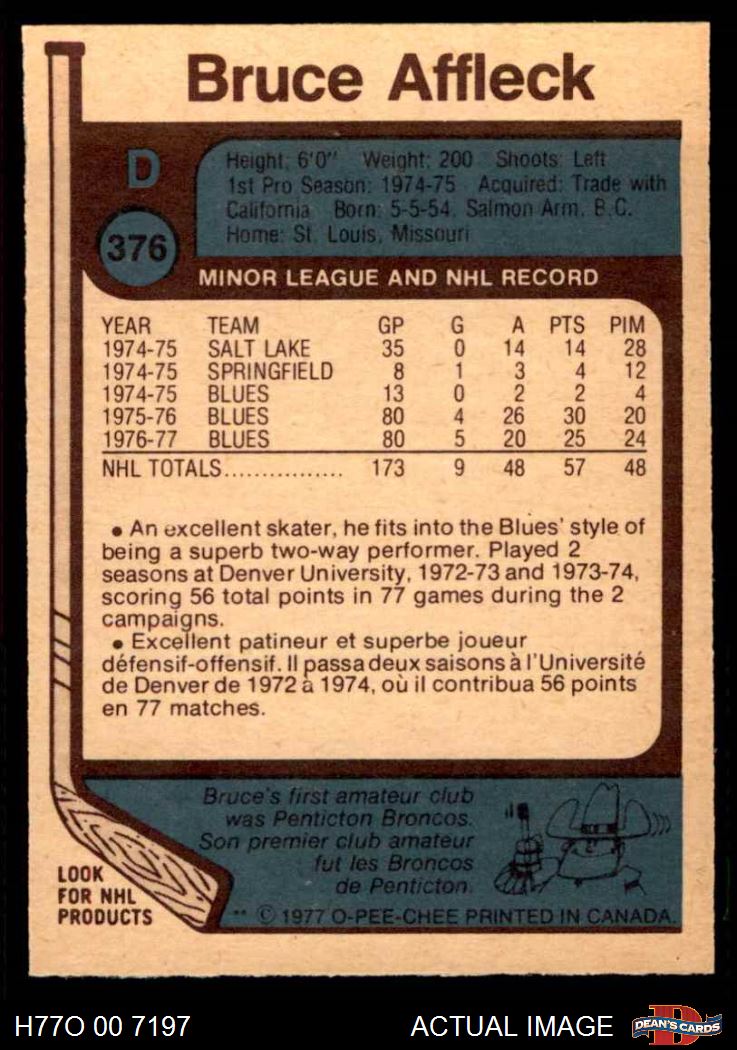 Bruce Affleck
D
376
Height: 6'0" Weight: 200 Shoots: Left
1st Pro Season: 1974-75 Acquired: Trade with
California Born: 5-5-54, Salmon Arm, B.C.
Home: St. Louis, Missouri
MINOR LEAGUE AND NHL RECORD
YEAR TEAM GP G A PTS PIM
1974-75 SALT LAKE 35 0 14 14 28
1974-75 SPRINGFIELD 8 1 3 4 12
1974-75 BLUES 13 0 2 2 4
1975-76 BLUES 80 4 26 30 20
1976-77 BLUES 80 5 20 25 24
NHL TOTALS................ 173 9 48 57 48
• An excellent skater, he fits into the Blues' style of
being a superb two-way performer. Played 2
seasons at Denver University, 1972-73 and 1973-74,
scoring 56 total points in 77 games during the 2
campaigns.
• Excellent patineur et superbe joueur
défensif-offensif. Il passa deux saisons à l'Université
de Denver de 1972 à 1974, où il contribua 56 points
en 77 matches.
Bruce's first amateur club
was Penticton Broncos.
Son premier club amateur
fut les Broncos
de Penticton.
LOOK
FOR NHL
PRODUCTS
** © 1977 O-PEE-CHEE PRINTED IN CANADA.
H77O 00 7197
ACTUAL IMAGE
D
DEAN'S CARDS